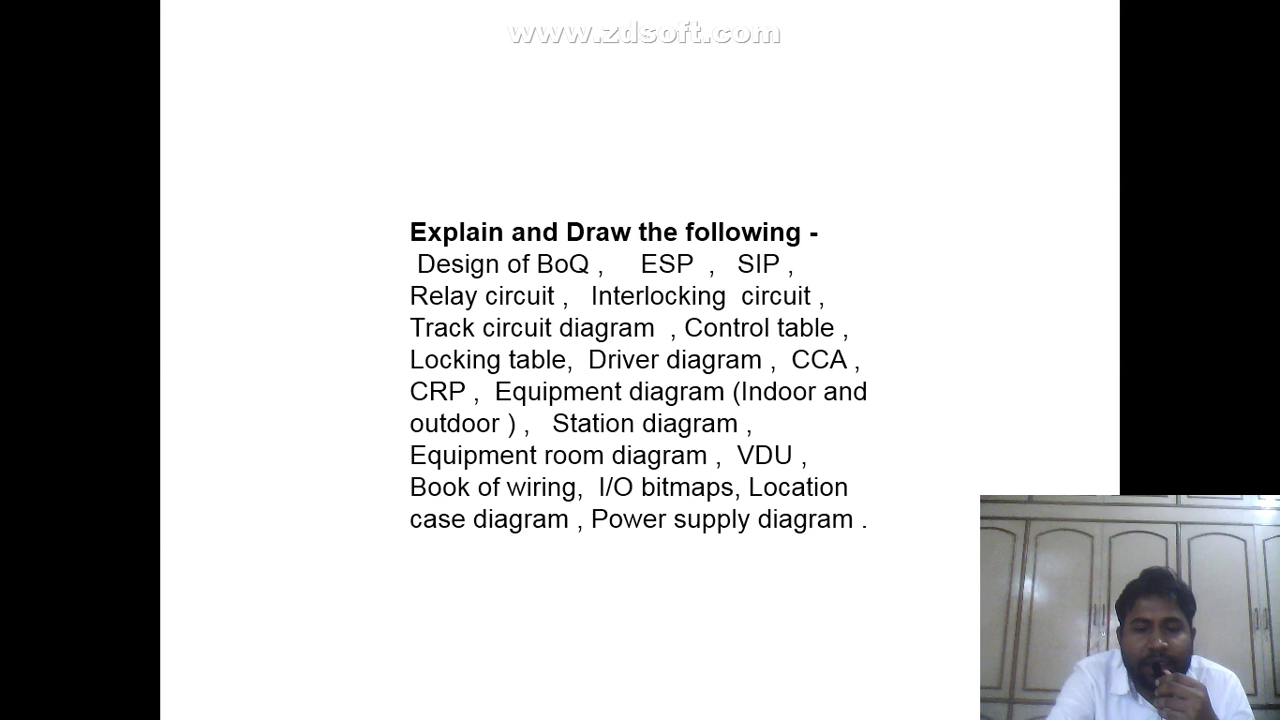 www.zdsoft.com
Explain and Draw the following -
Design of BoQ ,  ESP  ,  SIP ,
Relay circuit ,  Interlocking  circuit ,
Track circuit diagram  , Control table ,
Locking table,  Driver diagram ,  CCA ,
CRP ,  Equipment diagram (Indoor and
outdoor ) ,  Station diagram ,
Equipment room diagram ,  VDU ,
Book of wiring,  I/O bitmaps, Location
case diagram , Power supply diagram .